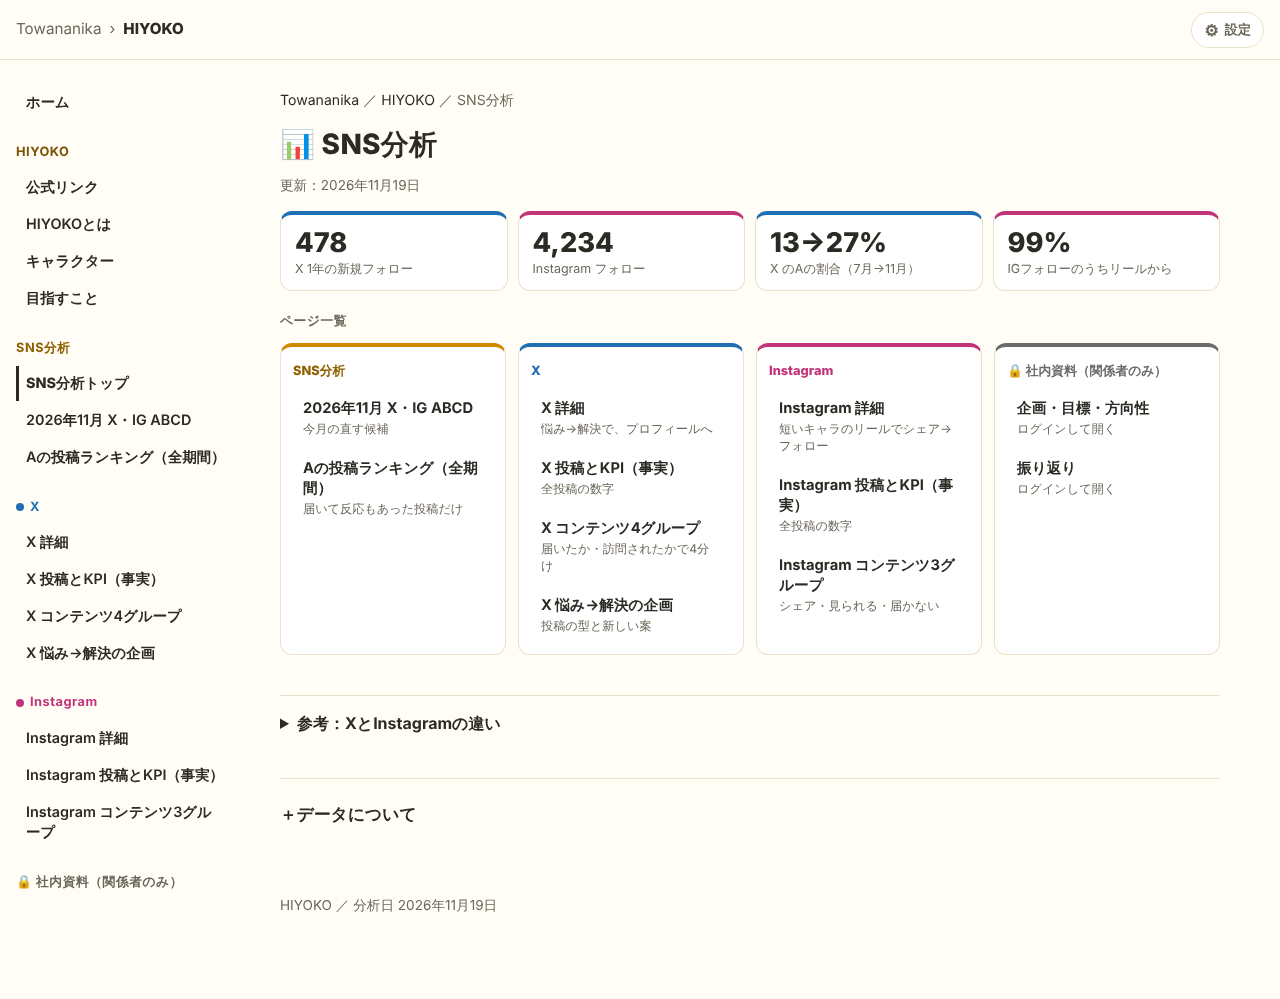 Towananika › HIYOKO
⚙ 設定
ホーム
HIYOKO
公式リンク
HIYOKOとは
キャラクター
目指すこと
SNS分析
SNS分析トップ
2026年11月 X・IG ABCD
Aの投稿ランキング（全期間）
X
X 詳細
X 投稿とKPI（事実）
X コンテンツ4グループ
X 悩み→解決の企画
Instagram
Instagram 詳細
Instagram 投稿とKPI（事実）
Instagram コンテンツ3グル
ープ
🔒 社内資料（関係者のみ）
Towananika ／ HIYOKO ／ SNS分析
📊 SNS分析
更新：2026年11月19日
478
X 1年の新規フォロー
4,234
Instagram フォロー
13→27%
X のAの割合（7月→11月）
99%
IGフォローのうちリールから
ページ一覧
SNS分析
2026年11月 X・IG ABCD
今月の直す候補
Aの投稿ランキング（全期
間）
届いて反応もあった投稿だけ
X
X 詳細
悩み→解決で、プロフィールへ
X 投稿とKPI（事実）
全投稿の数字
X コンテンツ4グループ
届いたか・訪問されたかで4分
け
X 悩み→解決の企画
投稿の型と新しい案
Instagram
Instagram 詳細
短いキャラのリールでシェア→
フォロー
Instagram 投稿とKPI（事
実）
全投稿の数字
Instagram コンテンツ3グ
ループ
シェア・見られる・届かない
🔒 社内資料（関係者のみ）
企画・目標・方向性
ログインして開く
振り返り
ログインして開く
▶ 参考：XとInstagramの違い
＋データについて
HIYOKO ／ 分析日 2026年11月19日